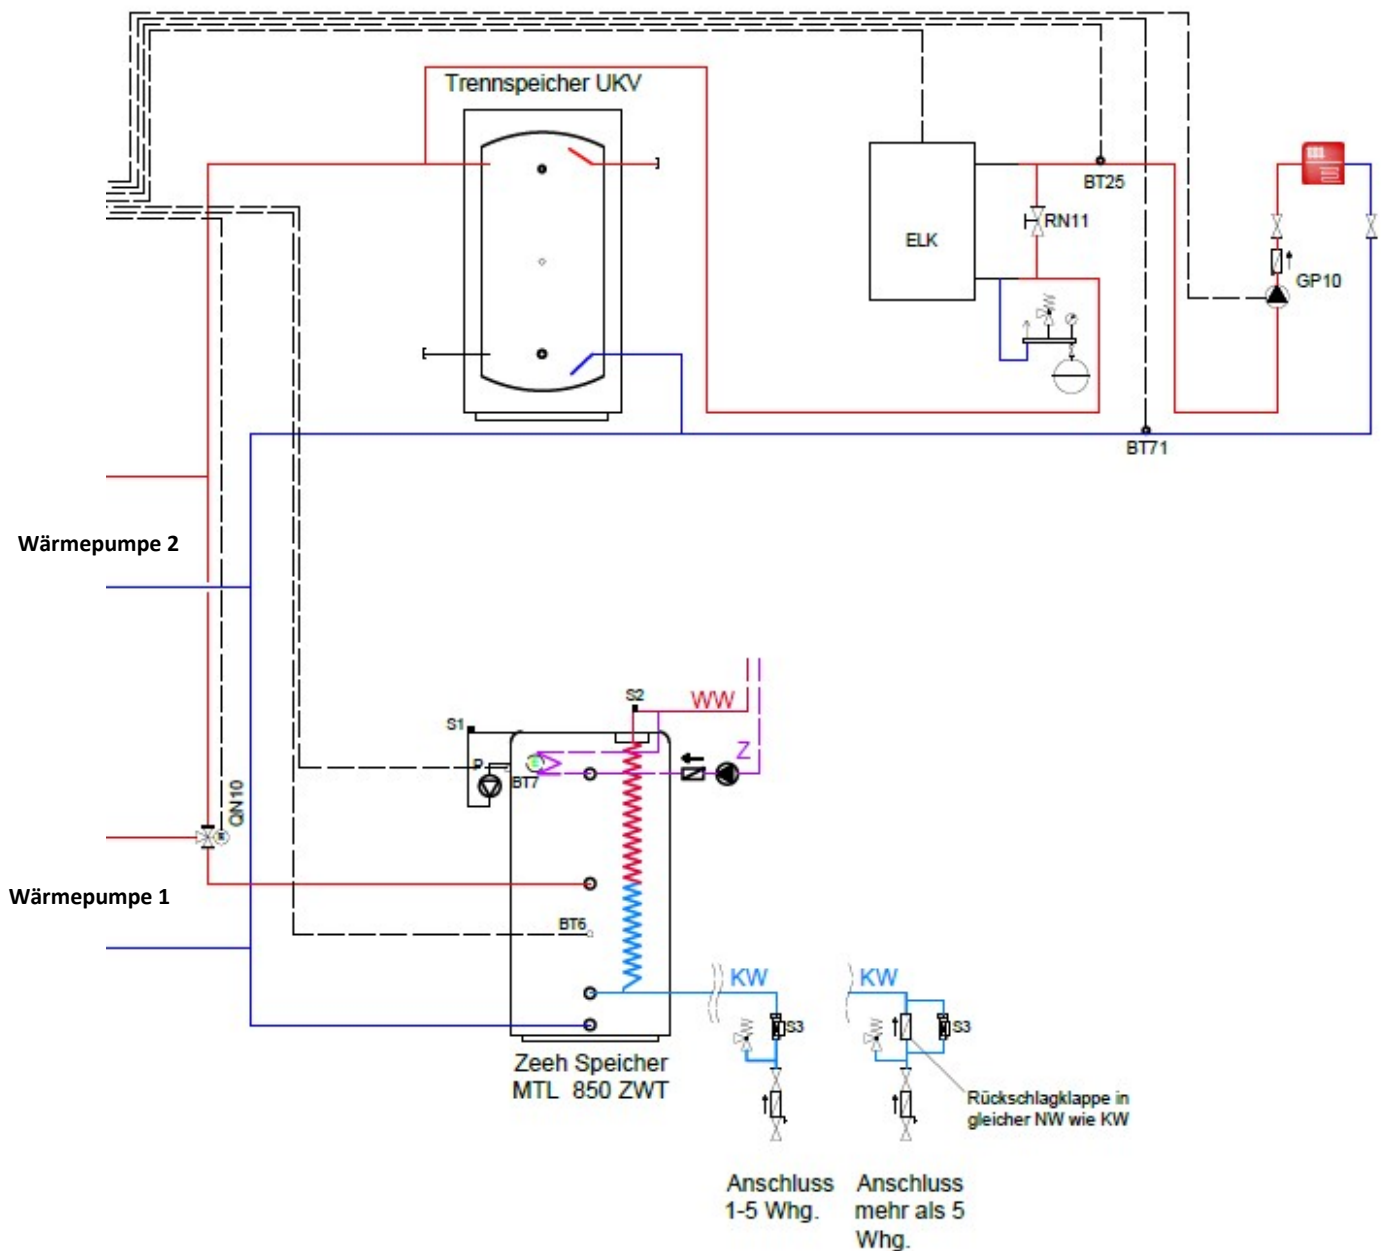 Trennspeicher UKV
BT25
ELK
RN11
GP10
BT71
Wärmepumpe 2
S2
WW
S1
Z
P
BT7
QN10
Wärmepumpe 1
BT6
KW
KW
S3
S3
Zeeh Speicher
MTL 850 ZWT
Rückschlagklappe in
gleicher NW wie KW
Anschluss
1-5 Whg.
Anschluss
mehr als 5
Whg.